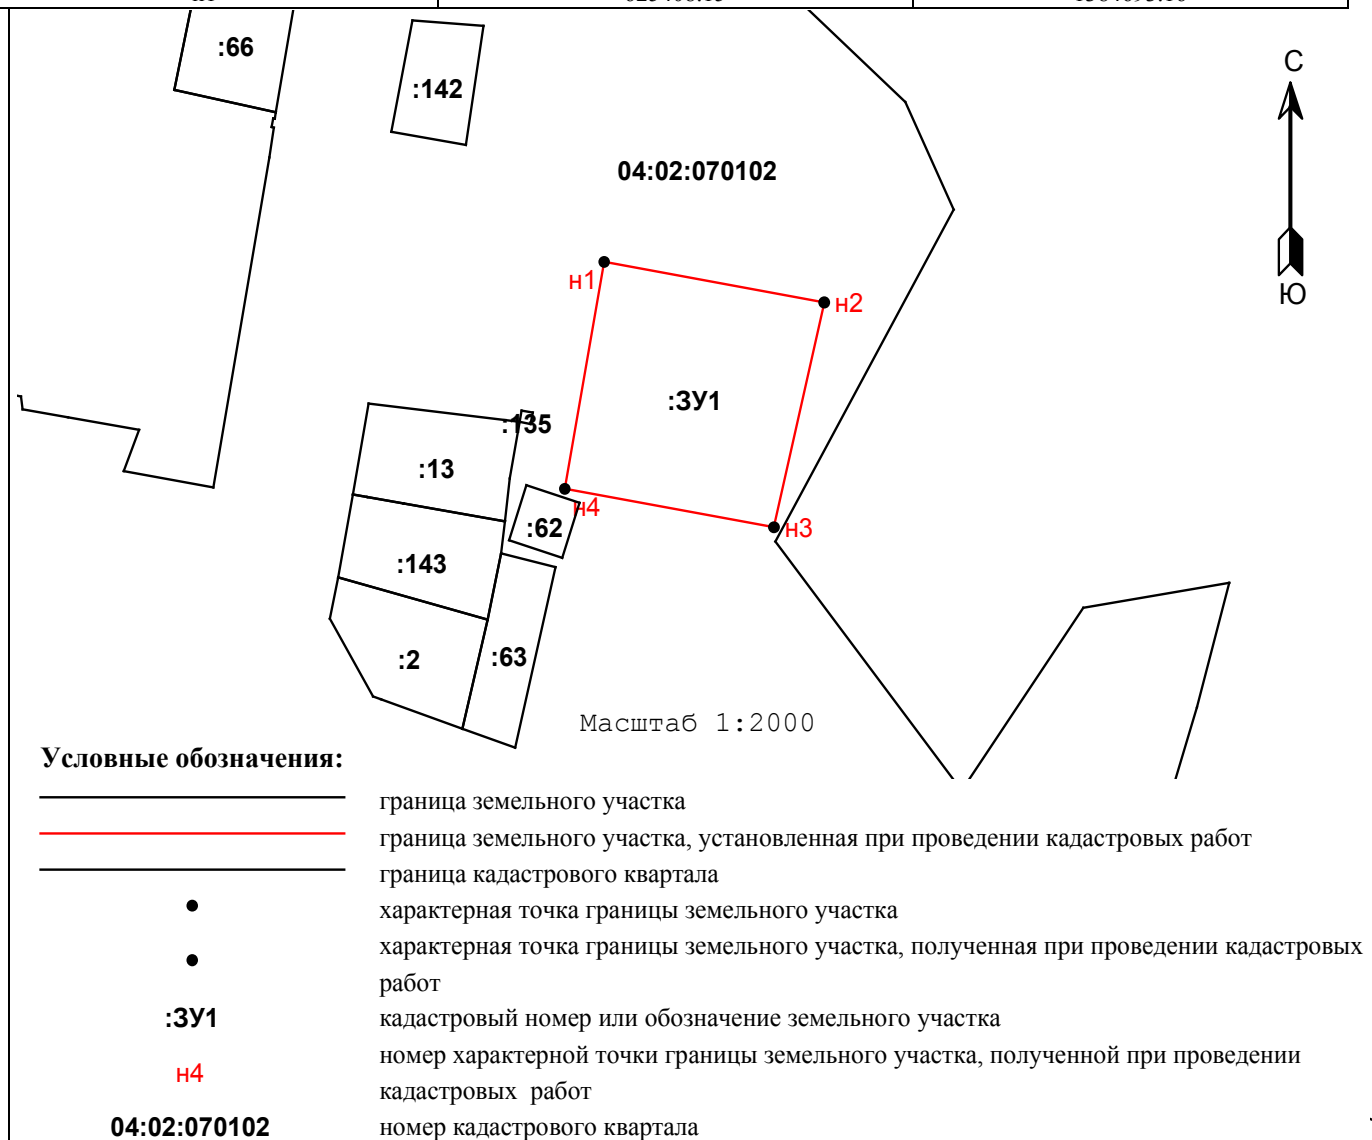 :66
:142
С
04:02:070102
н1
н2
Ю
:ЗУ1
:135
:13
н4
:62
н3
:143
:2
:63
Масштаб 1:2000
Условные обозначения:
граница земельного участка
граница земельного участка, установленная при проведении кадастровых работ
граница кадастрового квартала
характерная точка границы земельного участка
характерная точка границы земельного участка, полученная при проведении кадастровых
работ
:ЗУ1 кадастровый номер или обозначение земельного участка
номер характерной точки границы земельного участка, полученной при проведении
н4
кадастровых работ
04:02:070102 номер кадастрового квартала